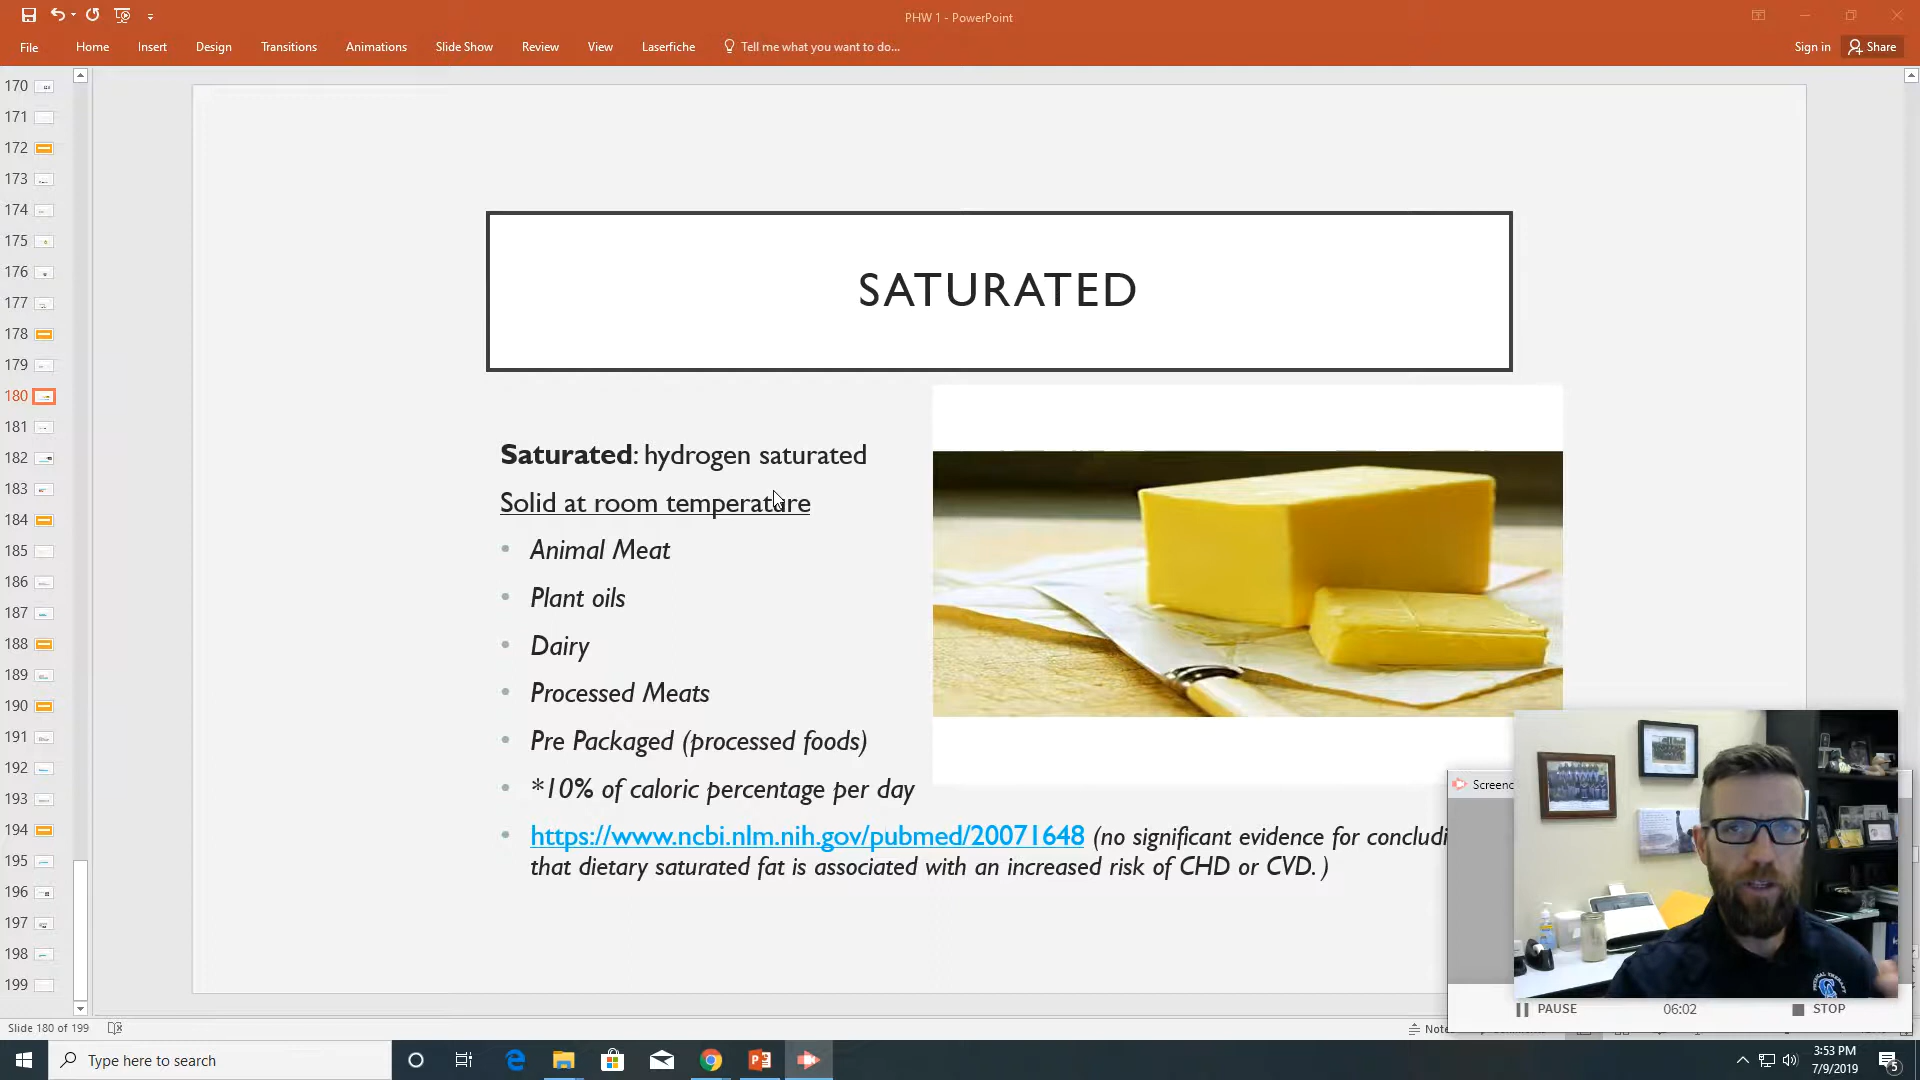 PHW 1 - PowerPoint
File Home Insert Design Transitions Animations Slide Show Review View Laserfiche Tell me what you want to do... Sign in Share
170
171
172
173
174
175
176
177
178
179
180
181
182
183
184
185
186
187
188
189
190
191
192
193
194
195
196
197
198
199
SATURATED
Saturated: hydrogen saturated
Solid at room temperature
• Animal Meat
• Plant oils
• Dairy
• Processed Meats
• Pre Packaged (processed foods)
• *10% of caloric percentage per day
• https://www.ncbi.nlm.nih.gov/pubmed/20071648 (no significant evidence for concludi
that dietary saturated fat is associated with an increased risk of CHD or CVD. )
Screenc
PHYSICAL THERAPY
PAUSE 06:02 STOP
Slide 180 of 199
Note
Type here to search
3:53 PM
7/9/2019
5